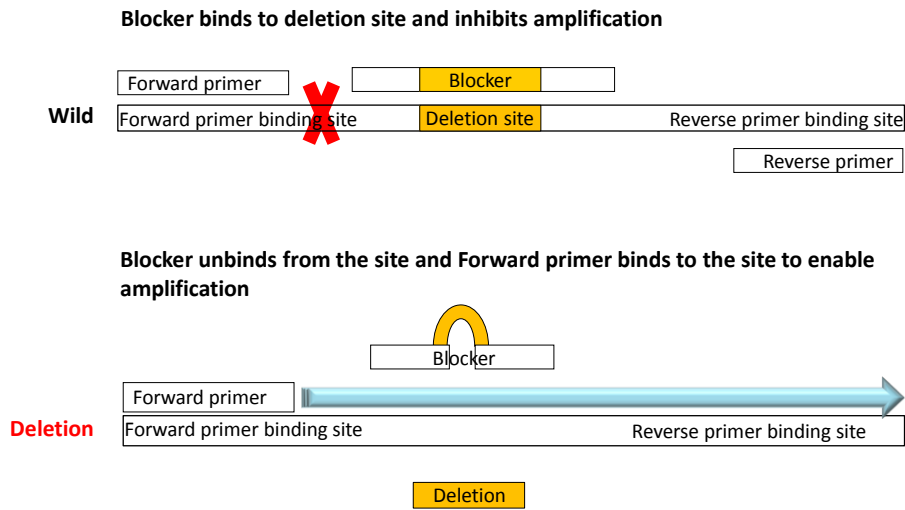 Blocker binds to deletion site and inhibits amplification
Forward primer
Blocker
Wild
Forward primer binding site
Deletion site
Reverse primer binding site
Reverse primer
Blocker unbinds from the site and Forward primer binds to the site to enable
amplification
Blocker
Forward primer
Deletion
Forward primer binding site
Reverse primer binding site
Deletion